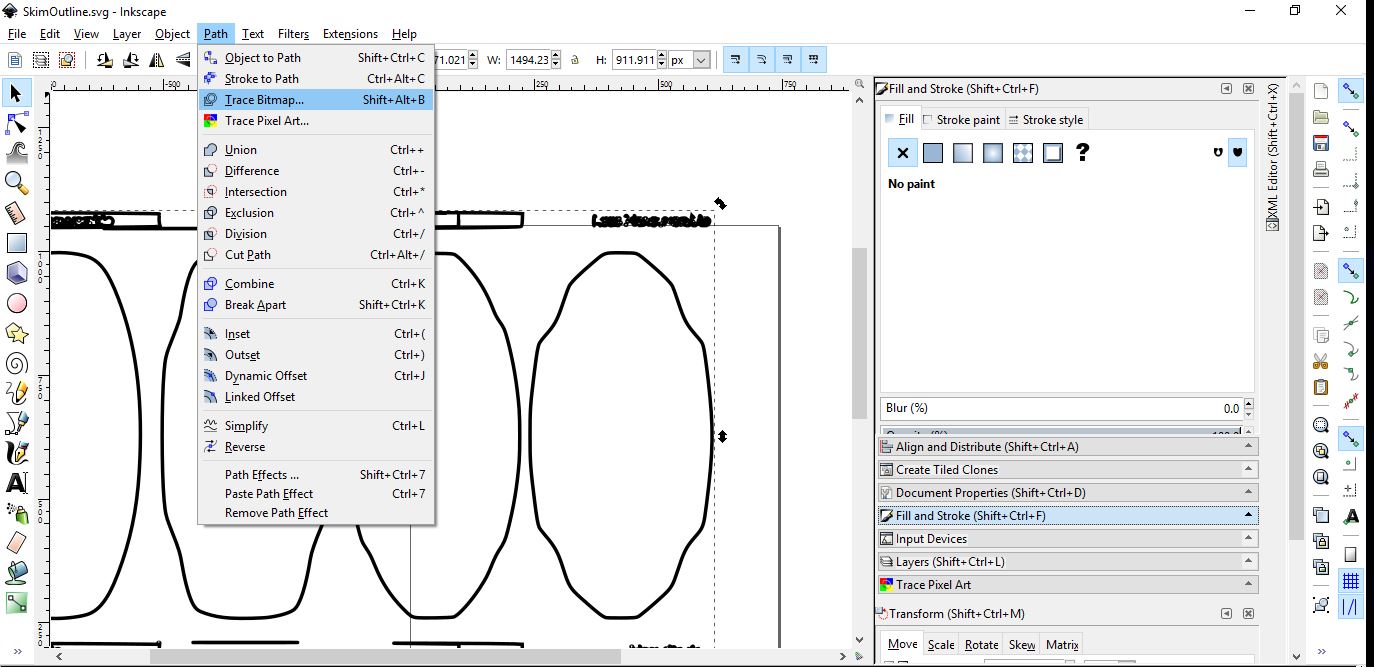 SkimOutline.svg - Inkscape
File Edit View Layer Object Path Text Filters Extensions Help
71.021 W: 1494.23 H: 911.911 px
Object to Path Shift+Ctrl+C
Stroke to Path Ctrl+Alt+C
Trace Bitmap... Shift+Alt+B
Trace Pixel Art...
Union Ctrl++
Difference Ctrl+-
Intersection Ctrl+*
Exclusion Ctrl+^
Division Ctrl+/
Cut Path Ctrl+Alt+/
Combine Ctrl+K
Break Apart Shift+Ctrl+K
Inset Ctrl+(
Outset Ctrl+)
Dynamic Offset Ctrl+J
Linked Offset
Simplify Ctrl+L
Reverse
Path Effects ... Shift+Ctrl+7
Paste Path Effect Ctrl+7
Remove Path Effect
-500 250 500 750
1250
1000
750
500
250
Fill and Stroke (Shift+Ctrl+F)
Fill Stroke paint Stroke style
?
No paint
Blur (%) 0.0
Align and Distribute (Shift+Ctrl+A)
Create Tiled Clones
Document Properties (Shift+Ctrl+D)
Fill and Stroke (Shift+Ctrl+F)
Input Devices
Layers (Shift+Ctrl+L)
Trace Pixel Art
Transform (Shift+Ctrl+M)
Move Scale Rotate Skew Matrix
XML Editor (Shift+Ctrl+X)